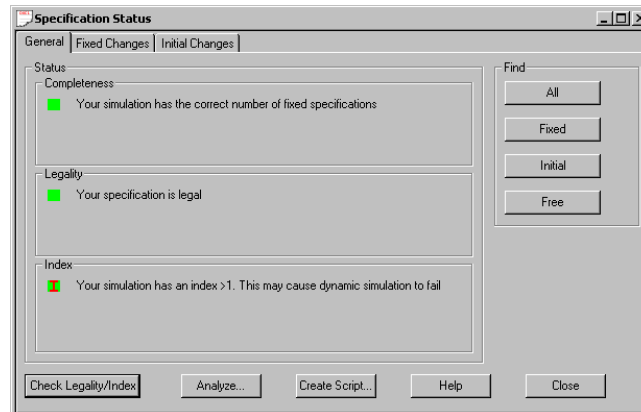 Specification Status
General
Fixed Changes
Initial Changes
Status
Completeness
Your simulation has the correct number of fixed specifications
Legality
Your specification is legal
Index
I
Your simulation has an index >1. This may cause dynamic simulation to fail
Find
All
Fixed
Initial
Free
Check Legality/Index
Analyze...
Create Script...
Help
Close